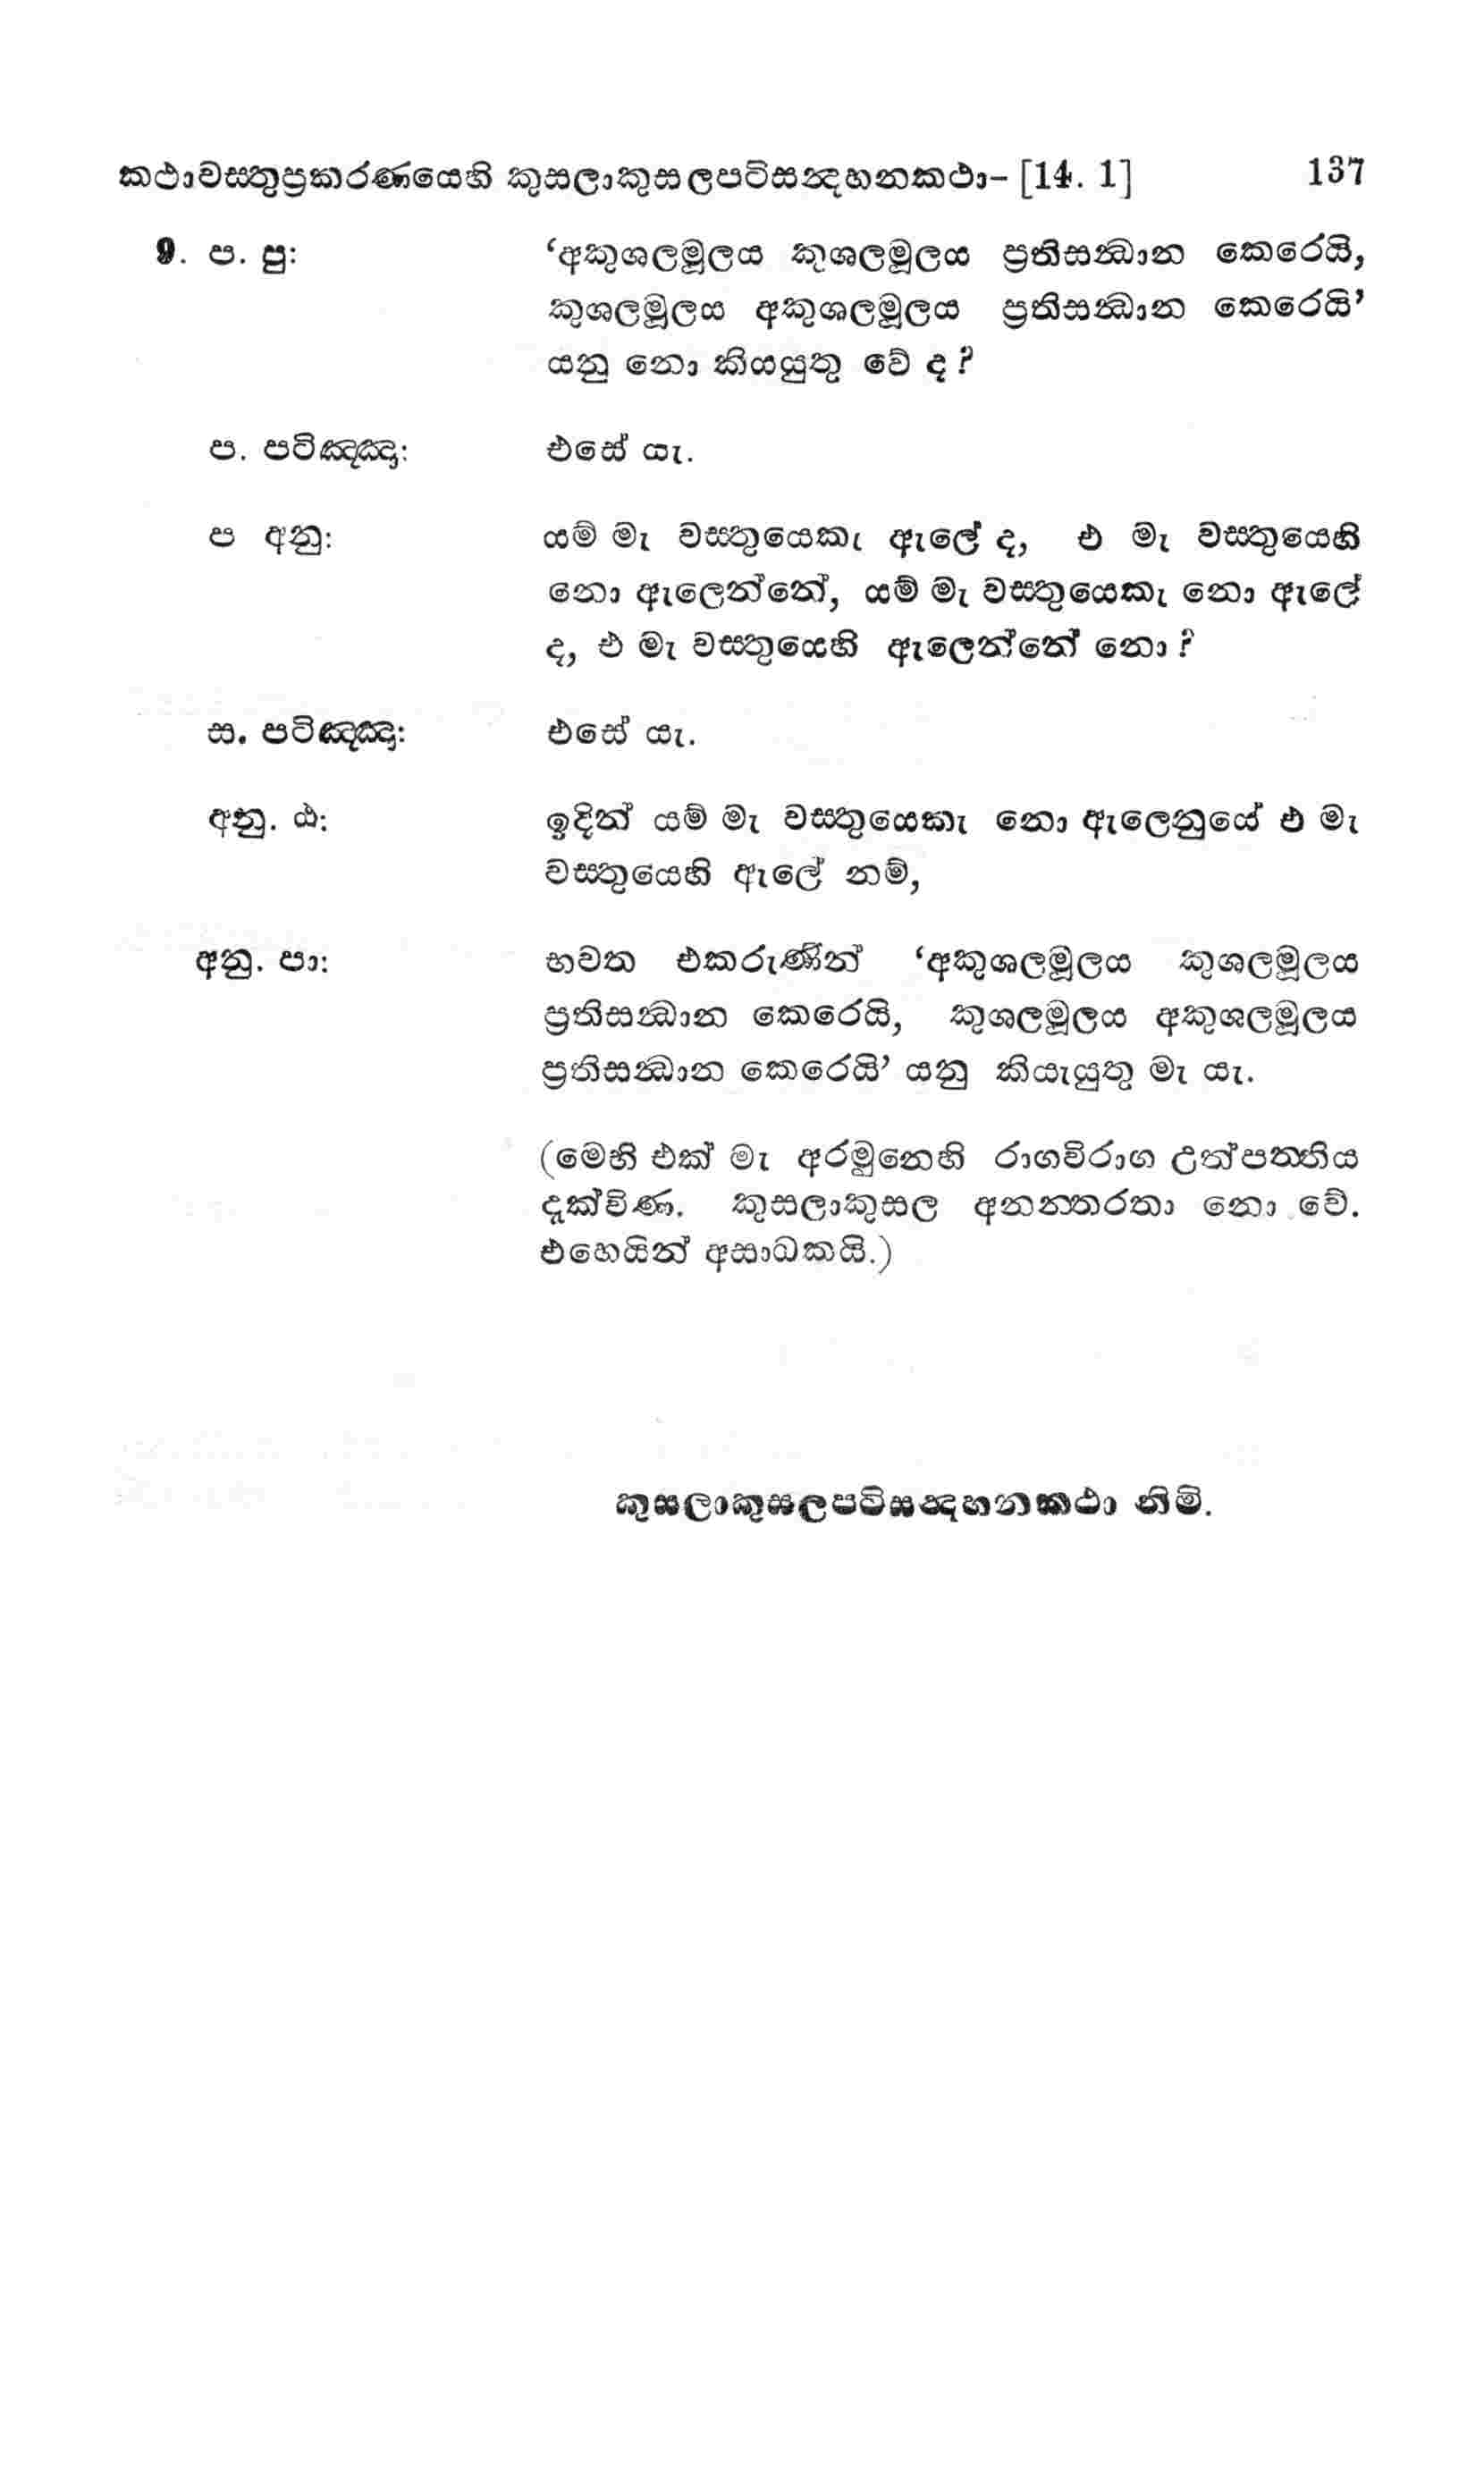 කථාවස්තුප්‍රකරණයෙහි කුසලාකුසලපටිසන්‍දහනකථා– [14. 1] 137
9. ප. පු: ‘අකුශලමූලය කුශලමූලය ප්‍රතිසන්‍ධාන කෙරෙයි,
කුශලමූලය අකුශලමූලය ප්‍රතිසන්‍ධාන කෙරෙයි’
යනු නො කියයුතු වේ ද?
ප. පටිඤ්ඤා: එසේ යැ.
ප අනු: යම් මැ වස්තුයෙකැ ඇලේ ද, එ මැ වස්තුයෙහි
නො ඇලෙන්නේ, යම් මැ වස්තුයෙකැ නො ඇලේ
ද, එ මැ වස්තුයෙහි ඇලෙන්නේ නො?
ස. පටිඤ්ඤා: එසේ යැ.
අනු. ඨ: ඉදින් යම් මැ වස්තුයෙකැ නො ඇලෙනුයේ එ මැ
වස්තුයෙහි ඇලේ නම්,
අනු. පා: භවත එකරුණින් ‘අකුශලමූලය කුශලමූලය
ප්‍රතිසන්‍ධාන කෙරෙයි, කුශලමූලය අකුශලමූලය
ප්‍රතිසන්‍ධාන කෙරෙයි’ යනු කියැයුතු මැ යැ.
(මෙහි එක් මැ අරමුනෙහි රාගවිරාග උත්පත්තිය
දැක්විණ. කුසලාකුසල අනන්තරතා නො වේ.
එහෙයින් අසාධකයි.)
කුසලාකුසලපටිසන්‍දහනකථා නිමි.